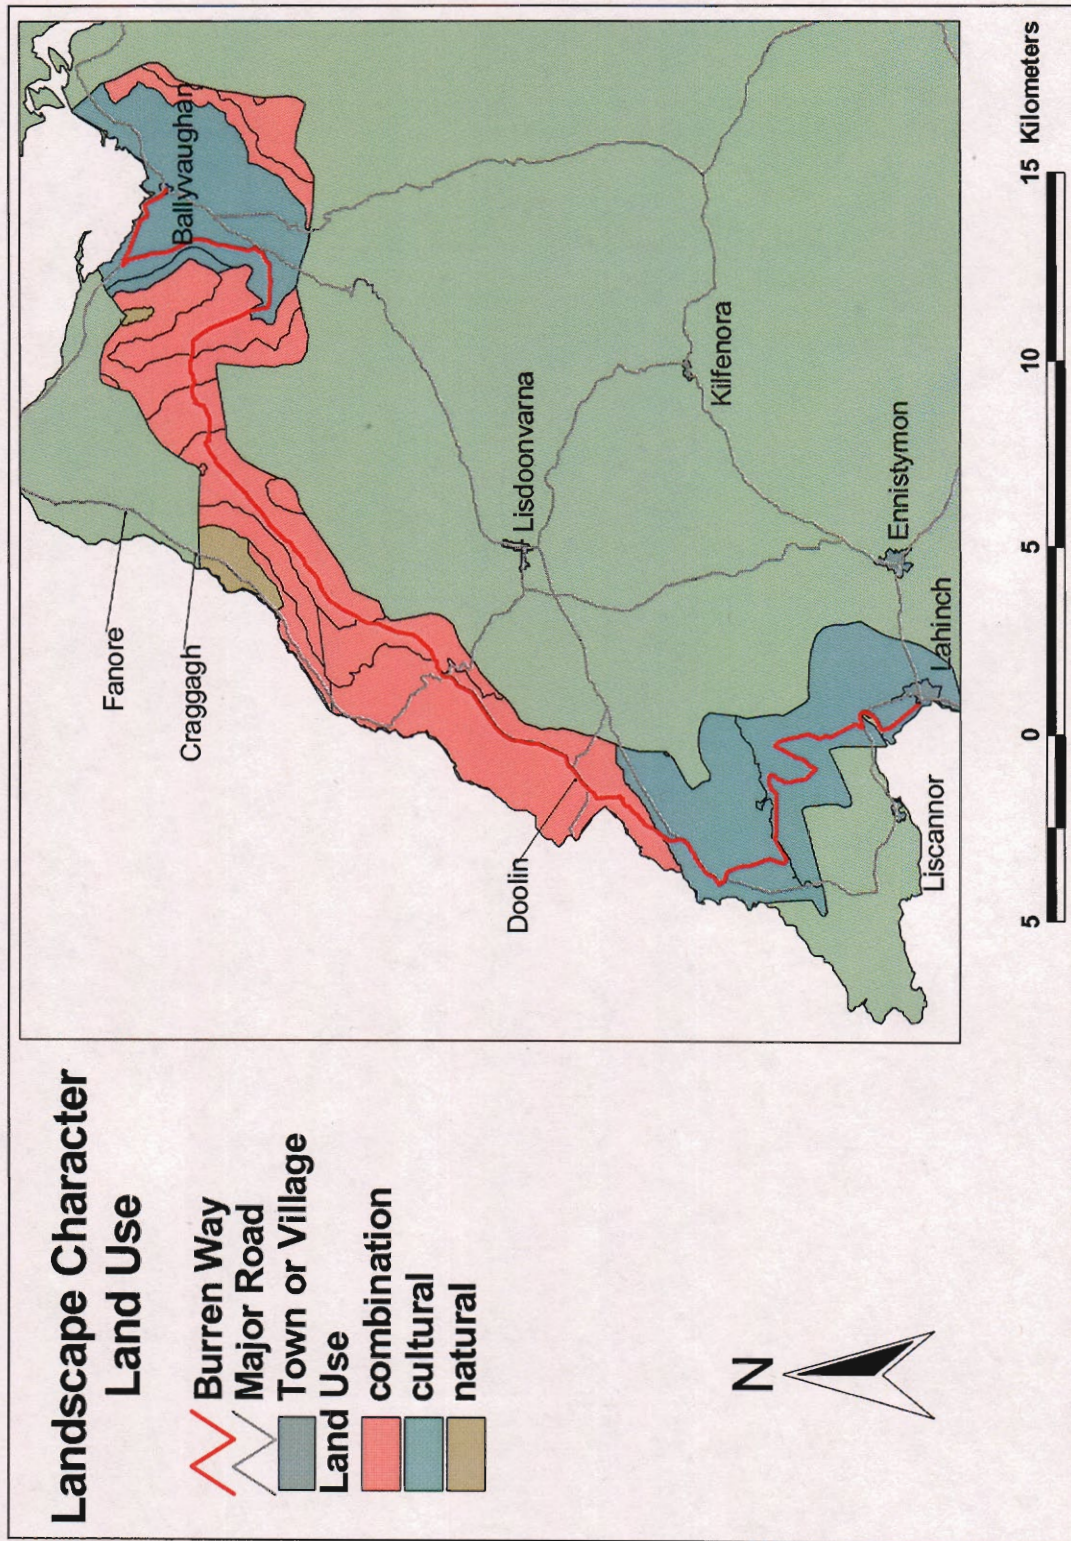 Landscape Character
Land Use
Burren Way
Major Road
Town or Village
Land Use
combination
cultural
natural
N
Fanore
Craggagh
Ballyvaughan
Doolin
Lisdoonvarna
Kilfenora
Ennistymon
Lahinch
Liscannor
5 0 5 10 15 Kilometers